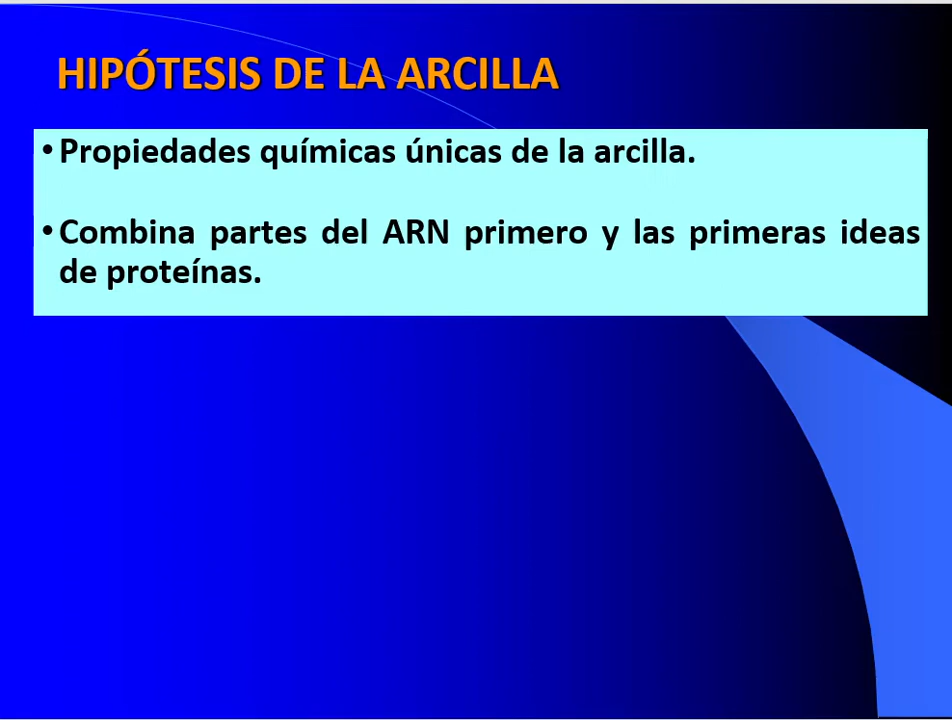 HIPÓTESIS DE LA ARCILLA
• Propiedades químicas únicas de la arcilla.
• Combina partes del ARN primero y las primeras ideas
de proteínas.